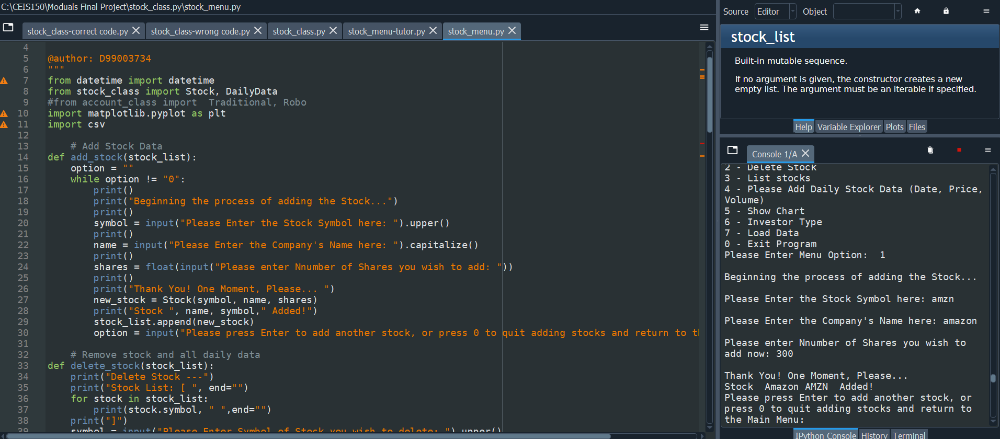 C:\CEIS150\Moduals Final Project\stock_class.py\stock_menu.py
stock_class-correct code.py
stock_class-wrong code.py
stock_class.py
stock_menu-tutor.py
stock_menu.py
4
5 @author: D99003734
6 """
7 from datetime import datetime
8 from stock_class import Stock, DailyData
9 #from account_class import  Traditional, Robo
10 import matplotlib.pyplot as plt
11 import csv
12
13     # Add Stock Data
14 def add_stock(stock_list):
15     option = ""
16     while option != "0":
17         print()
18         print("Beginning the process of adding the Stock...")
19         print()
20         symbol = input("Please Enter the Stock Symbol here: ").upper()
21         print()
22         name = input("Please Enter the Company's Name here: ").capitalize()
23         print()
24         shares = float(input("Please enter Nnumber of Shares you wish to add: "))
25         print()
26         print("Thank You! One Moment, Please... ")
27         new_stock = Stock(symbol, name, shares)
28         print("Stock ", name, symbol," Added!")
29         stock_list.append(new_stock)
30         option = input("Please press Enter to add another stock, or press 0 to quit adding stocks and return to th
31
32     # Remove stock and all daily data
33 def delete_stock(stock_list):
34     print("Delete Stock ---")
35     print("Stock List: [ ", end="")
36     for stock in stock_list:
37         print(stock.symbol, " ",end="")
38     print("]")
39     symbol = input("Please Enter Symbol of Stock you wish to delete: ").upper()
Source Editor Object
stock_list
Built-in mutable sequence.
If no argument is given, the constructor creates a new
empty list. The argument must be an iterable if specified.
Help Variable Explorer Plots Files
Console 1/A
2 - Delete Stock
3 - List stocks
4 - Please Add Daily Stock Data (Date, Price,
Volume)
5 - Show Chart
6 - Investor Type
7 - Load Data
0 - Exit Program
Please Enter Menu Option:  1
Beginning the process of adding the Stock...
Please Enter the Stock Symbol here: amzn
Please Enter the Company's Name here: amazon
Please enter Nnumber of Shares you wish to
add now: 300
Thank You! One Moment, Please...
Stock  Amazon AMZN  Added!
Please press Enter to add another stock, or
press 0 to quit adding stocks and return to
the Main Menu:
IPython Console History Terminal